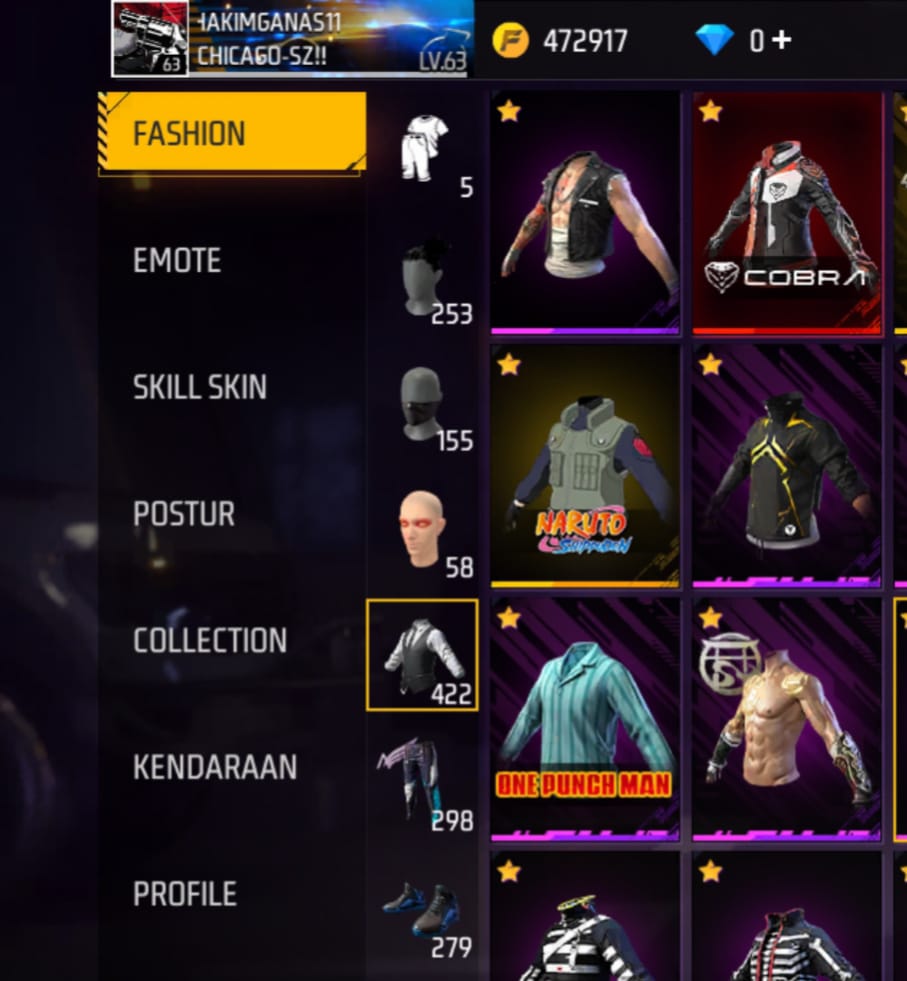 HAKIMGANAS11
CHICAGO-SZ!!
63
LV.63
472917
0 +
FASHION
EMOTE
SKILL SKIN
POSTUR
COLLECTION
KENDARAAN
PROFILE
5
253
155
58
422
298
279
COBRA
NARUTO
SHIPPUDEN
ONE PUNCH MAN